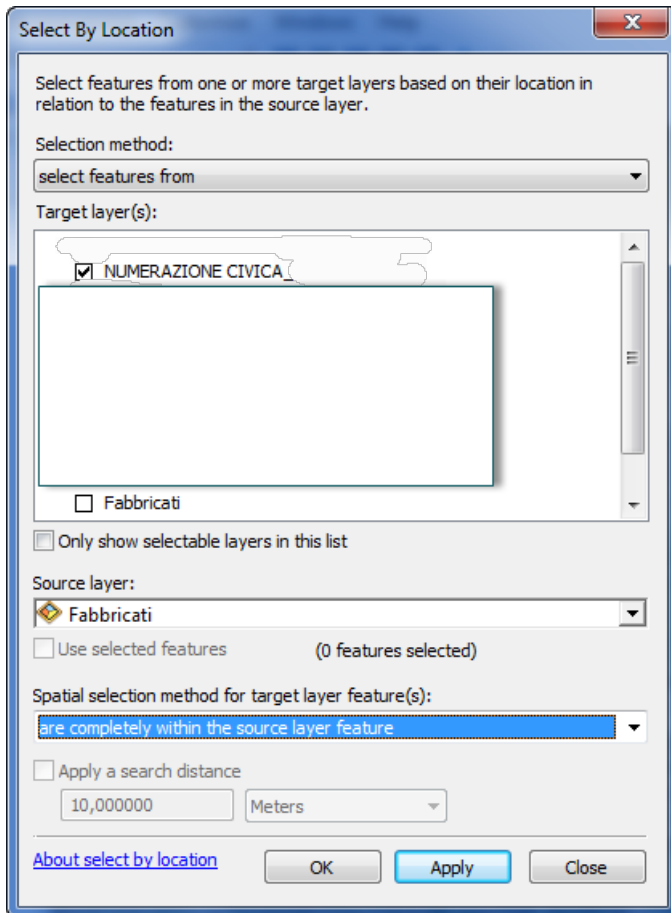 Select By Location
Select features from one or more target layers based on their location in
relation to the features in the source layer.
Selection method:
select features from
Target layer(s):
NUMERAZIONE CIVICA_
Fabbricati
Only show selectable layers in this list
Source layer:
Fabbricati
Use selected features (0 features selected)
Spatial selection method for target layer feature(s):
are completely within the source layer feature
Apply a search distance
10,000000 Meters
About select by location OK Apply Close